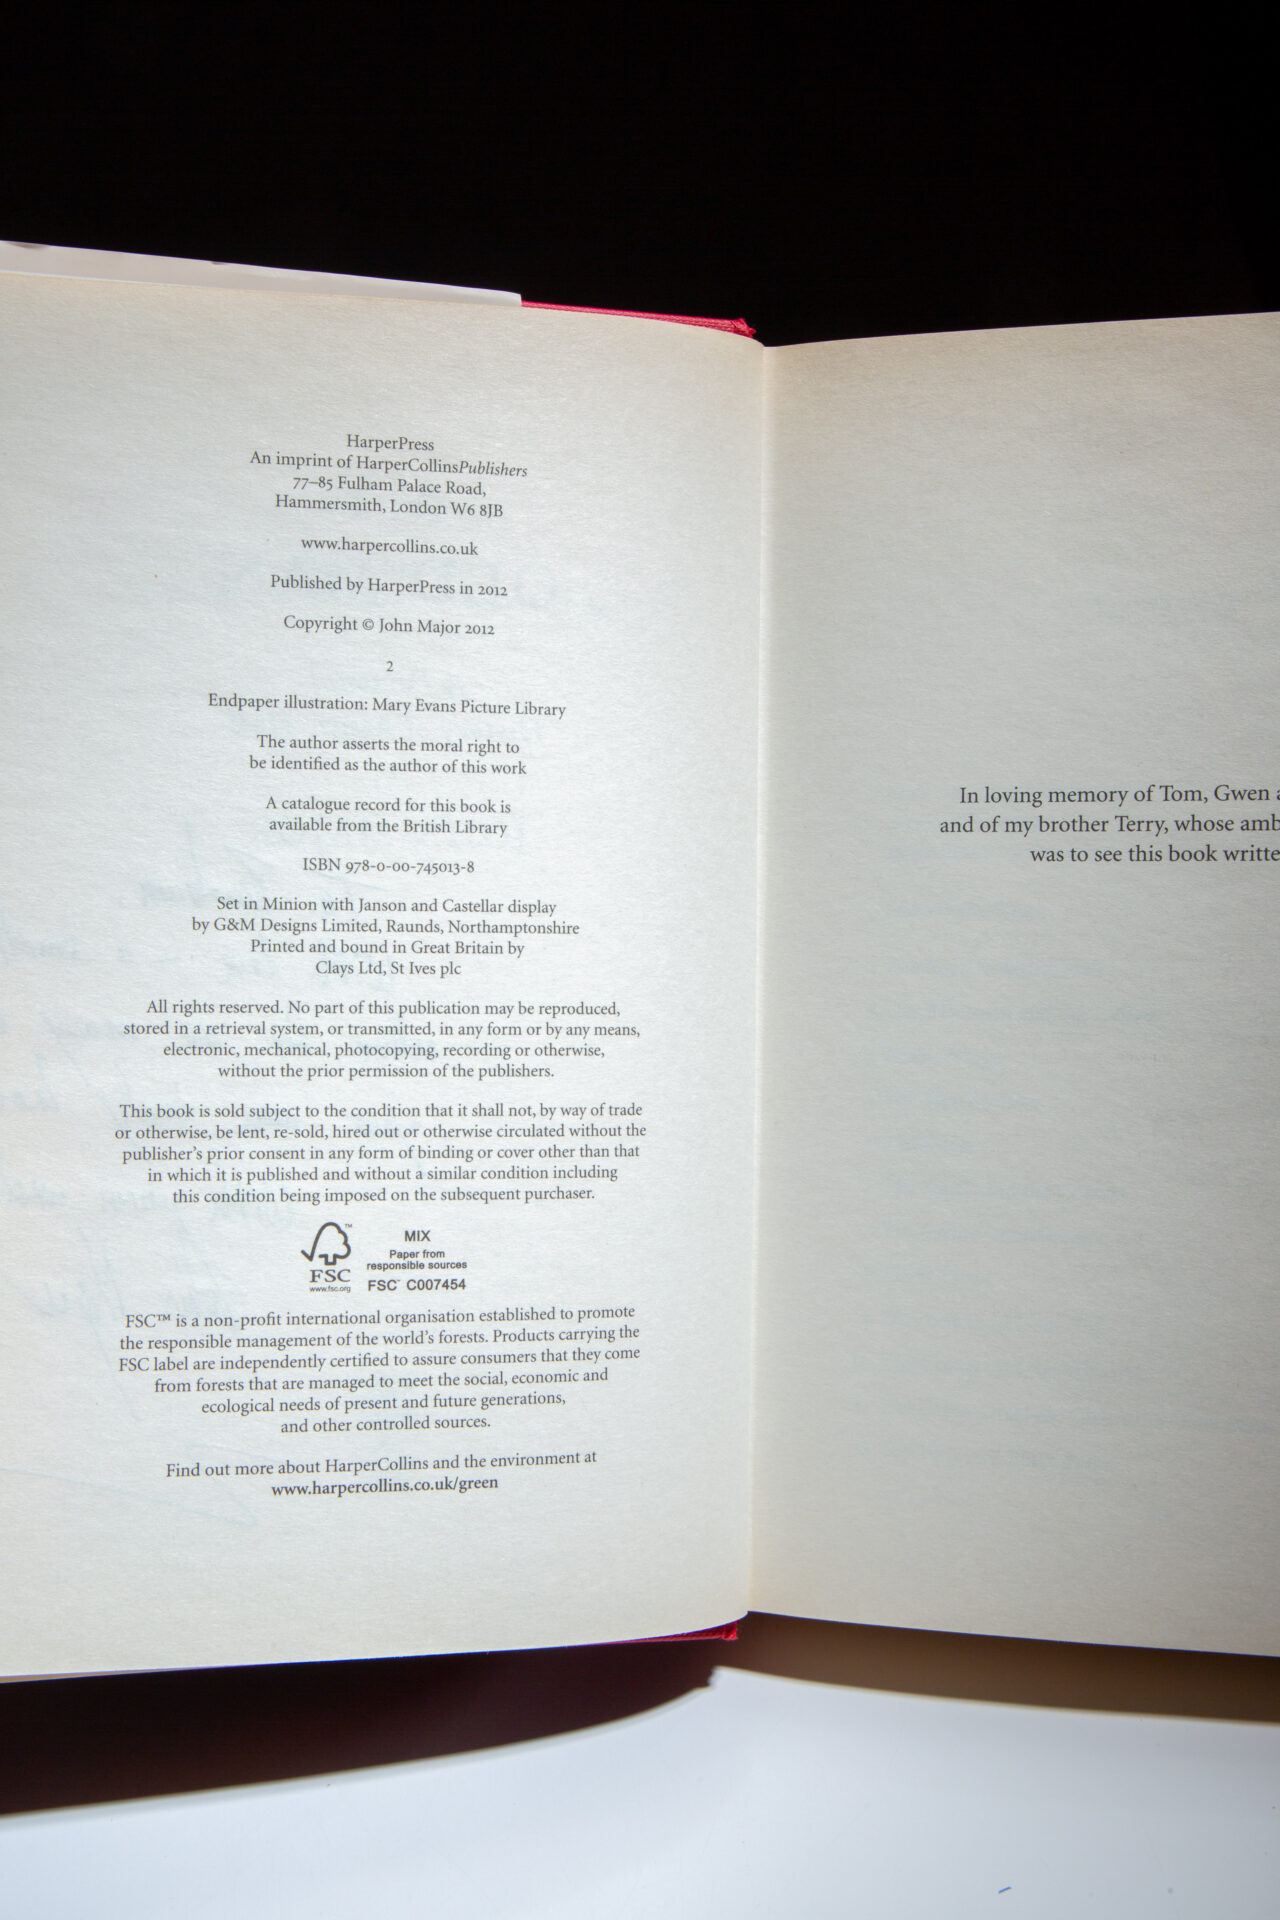 HarperPress
An imprint of HarperCollinsPublishers
77–85 Fulham Palace Road,
Hammersmith, London W6 8JB
www.harpercollins.co.uk
Published by HarperPress in 2012
Copyright © John Major 2012
2
Endpaper illustration: Mary Evans Picture Library
The author asserts the moral right to
be identified as the author of this work
A catalogue record for this book is
available from the British Library
ISBN 978-0-00-745013-8
Set in Minion with Janson and Castellar display
by G&M Designs Limited, Raunds, Northamptonshire
Printed and bound in Great Britain by
Clays Ltd, St Ives plc
All rights reserved. No part of this publication may be reproduced,
stored in a retrieval system, or transmitted, in any form or by any means,
electronic, mechanical, photocopying, recording or otherwise,
without the prior permission of the publishers.
This book is sold subject to the condition that it shall not, by way of trade
or otherwise, be lent, re-sold, hired out or otherwise circulated without the
publisher's prior consent in any form of binding or cover other than that
in which it is published and without a similar condition including
this condition being imposed on the subsequent purchaser.
FSC
www.fsc.org
MIX
Paper from
responsible sources
FSC™ C007454
FSC™ is a non-profit international organisation established to promote
the responsible management of the world's forests. Products carrying the
FSC label are independently certified to assure consumers that they come
from forests that are managed to meet the social, economic and
ecological needs of present and future generations,
and other controlled sources.
Find out more about HarperCollins and the environment at
www.harpercollins.co.uk/green
In loving memory of Tom, Gwen
and of my brother Terry, whose
was to see this book